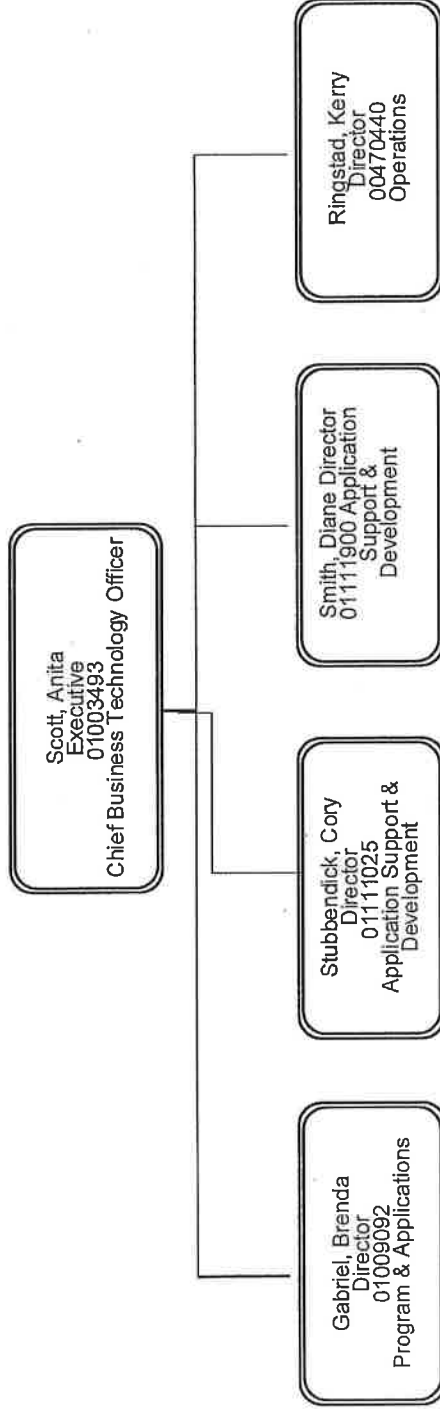 Scott, Anita
Executive
01003493
Chief Business Technology Officer
Gabriel, Brenda
Director
01009092
Program & Applications
Stubbendick, Cory
Director
01111025
Application Support &
Development
Smith, Diane Director
01111900 Application
Support &
Development
Ringstad, Kerry
Director
00470440
Operations